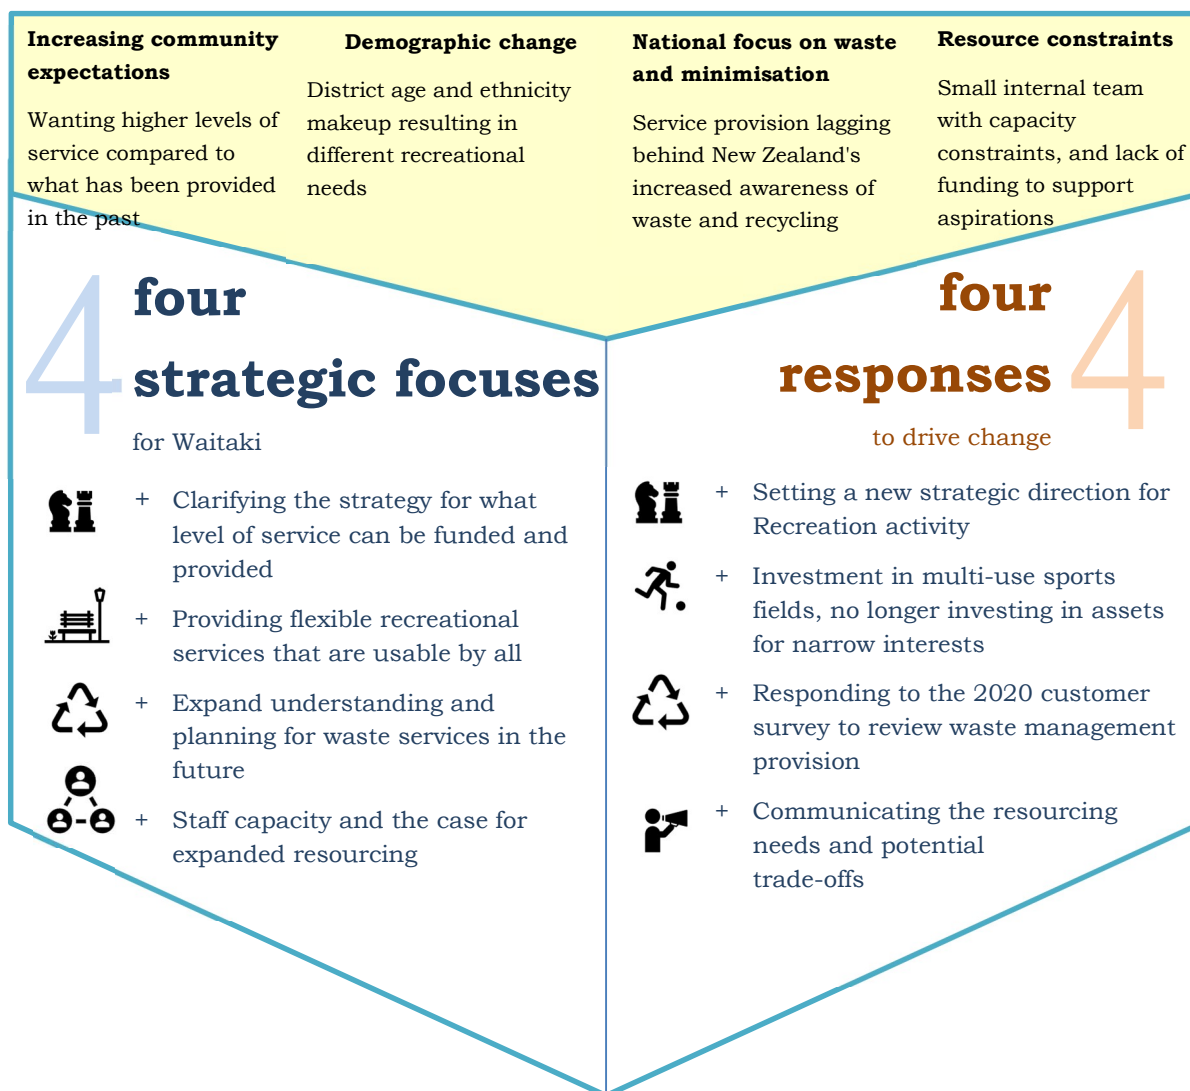 Increasing community
expectations
Wanting higher levels of
service compared to
what has been provided
in the past
Demographic change
District age and ethnicity
makeup resulting in
different recreational
needs
National focus on waste
and minimisation
Service provision lagging
behind New Zealand's
increased awareness of
waste and recycling
Resource constraints
Small internal team
with capacity
constraints, and lack of
funding to support
aspirations
4
four
strategic focuses
for Waitaki
+ Clarifying the strategy for what
level of service can be funded and
provided
+ Providing flexible recreational
services that are usable by all
+ Expand understanding and
planning for waste services in the
future
+ Staff capacity and the case for
expanded resourcing
four
responses
4
to drive change
+ Setting a new strategic direction for
Recreation activity
+ Investment in multi-use sports
fields, no longer investing in assets
for narrow interests
+ Responding to the 2020 customer
survey to review waste management
provision
+ Communicating the resourcing
needs and potential
trade-offs